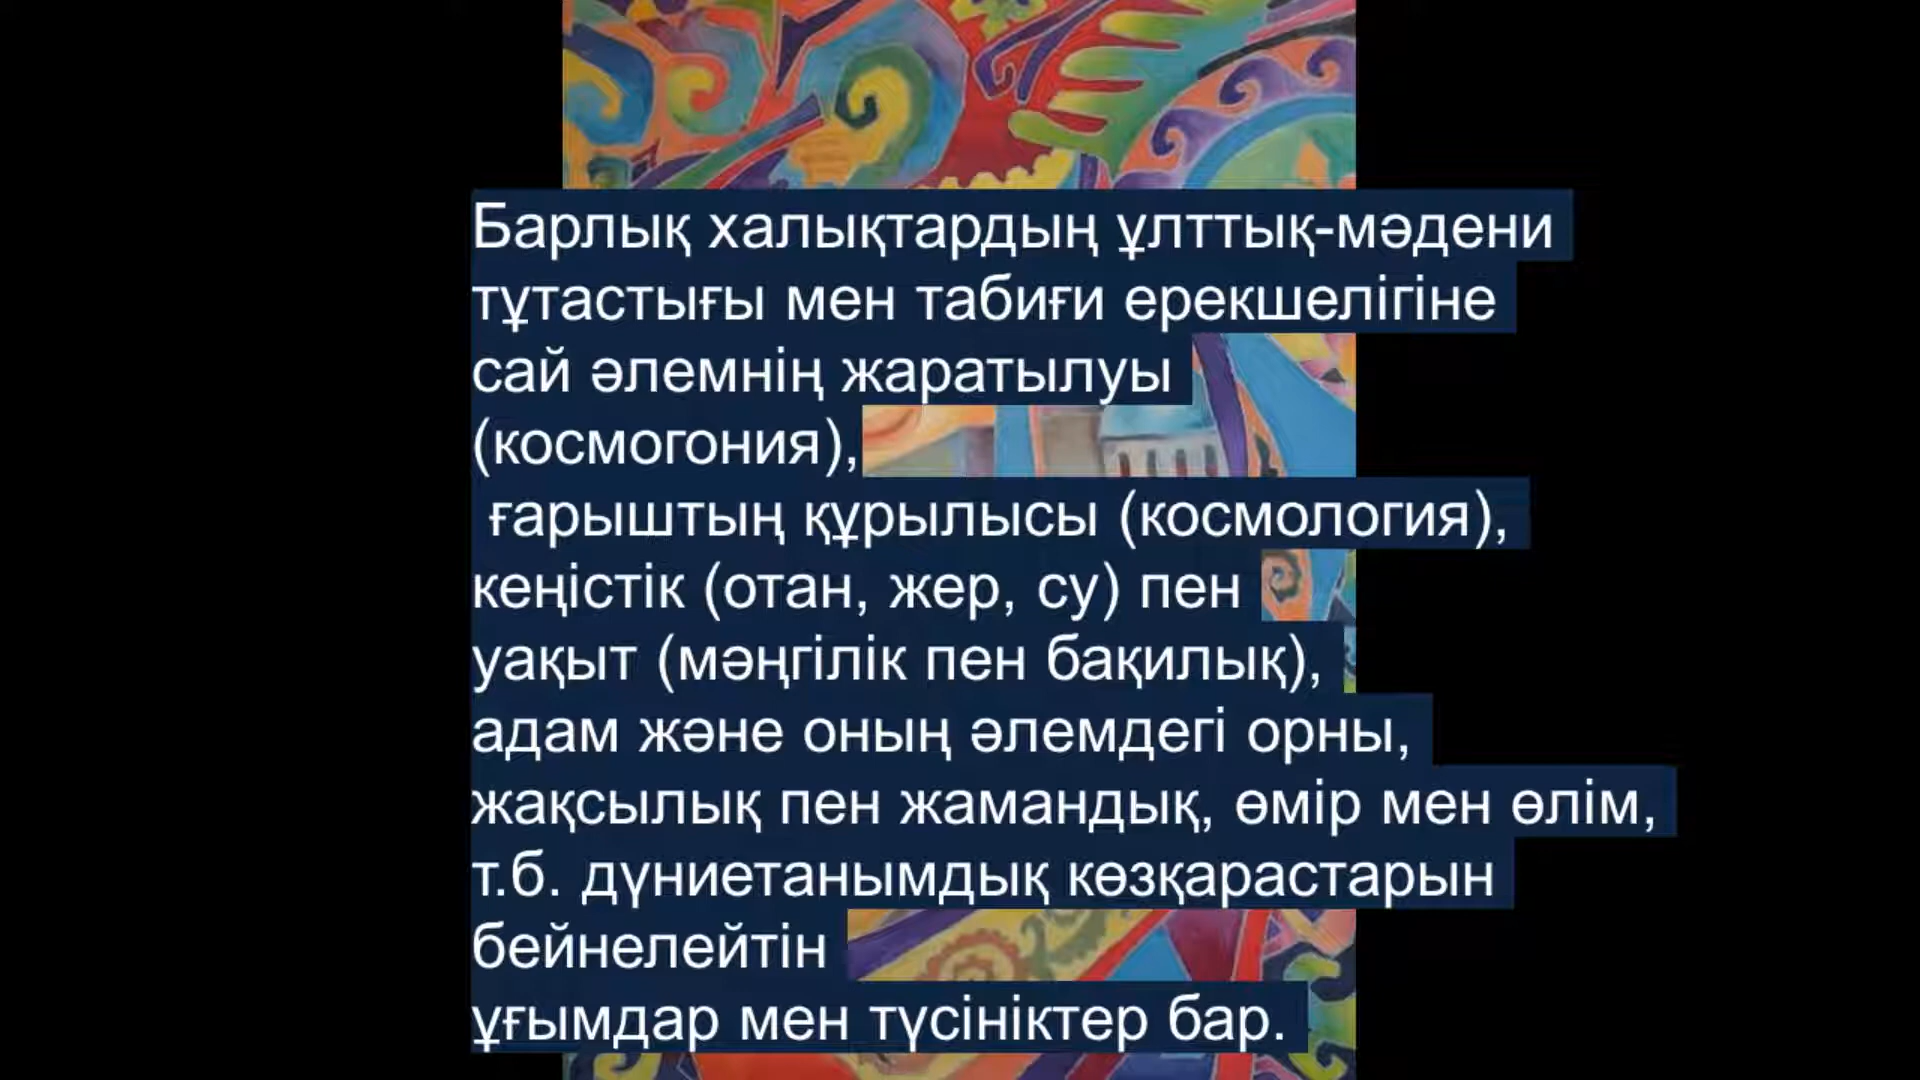 Барлық халықтардың ұлттық-мәдени
тұтастығы мен табиғи ерекшелігіне
сай әлемнің жаратылуы
(космогония),
ғарыштың құрылысы (космология),
кеңістік (отан, жер, су) пен
уақыт (мәңгілік пен бақилық),
адам және оның әлемдегі орны,
жақсылық пен жамандық, өмір мен өлім,
т.б. дүниетанымдық көзқарастарын
бейнелейтін
ұғымдар мен түсініктер бар.